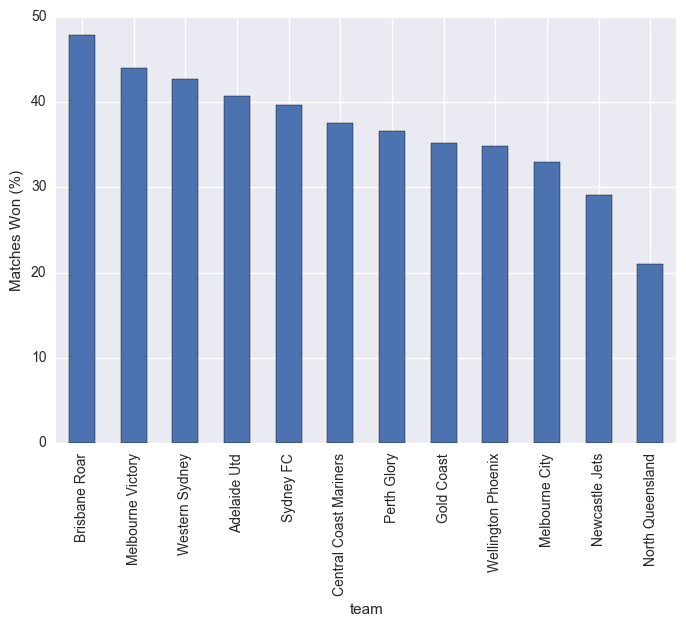 50
40
30
20
10
0
Matches Won (%)
Brisbane Roar
Melbourne Victory
Western Sydney
Adelaide Utd
Sydney FC
Central Coast Mariners
Perth Glory
Gold Coast
Wellington Phoenix
Melbourne City
Newcastle Jets
North Queensland
team